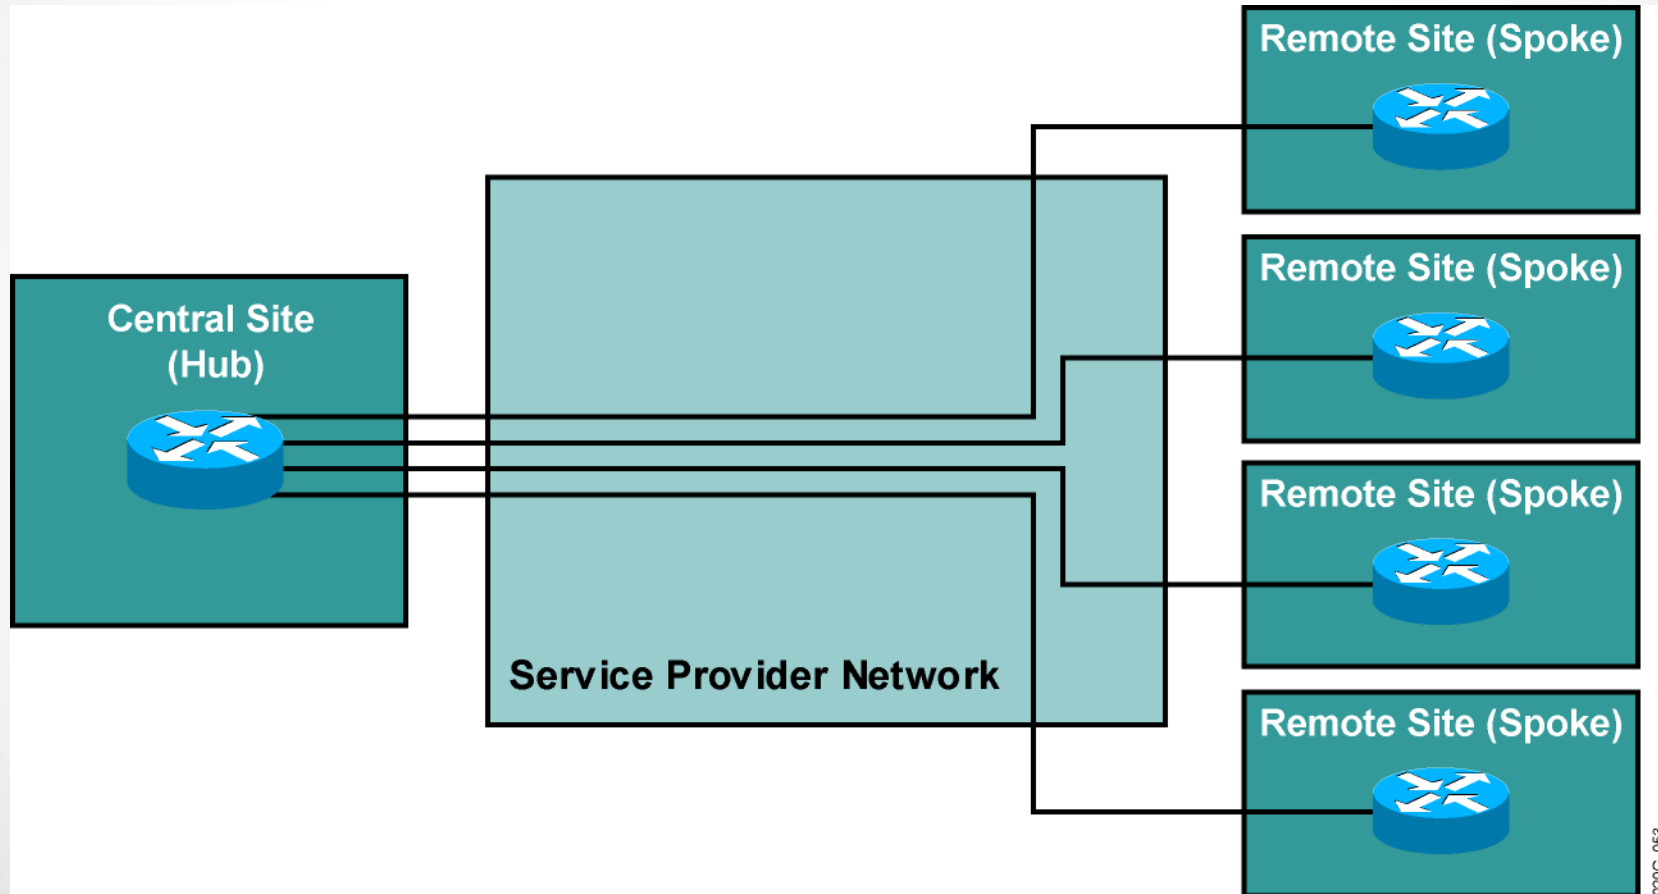 Remote Site (Spoke)
Remote Site (Spoke)
Central Site
(Hub)
Remote Site (Spoke)
Service Provider Network
Remote Site (Spoke)